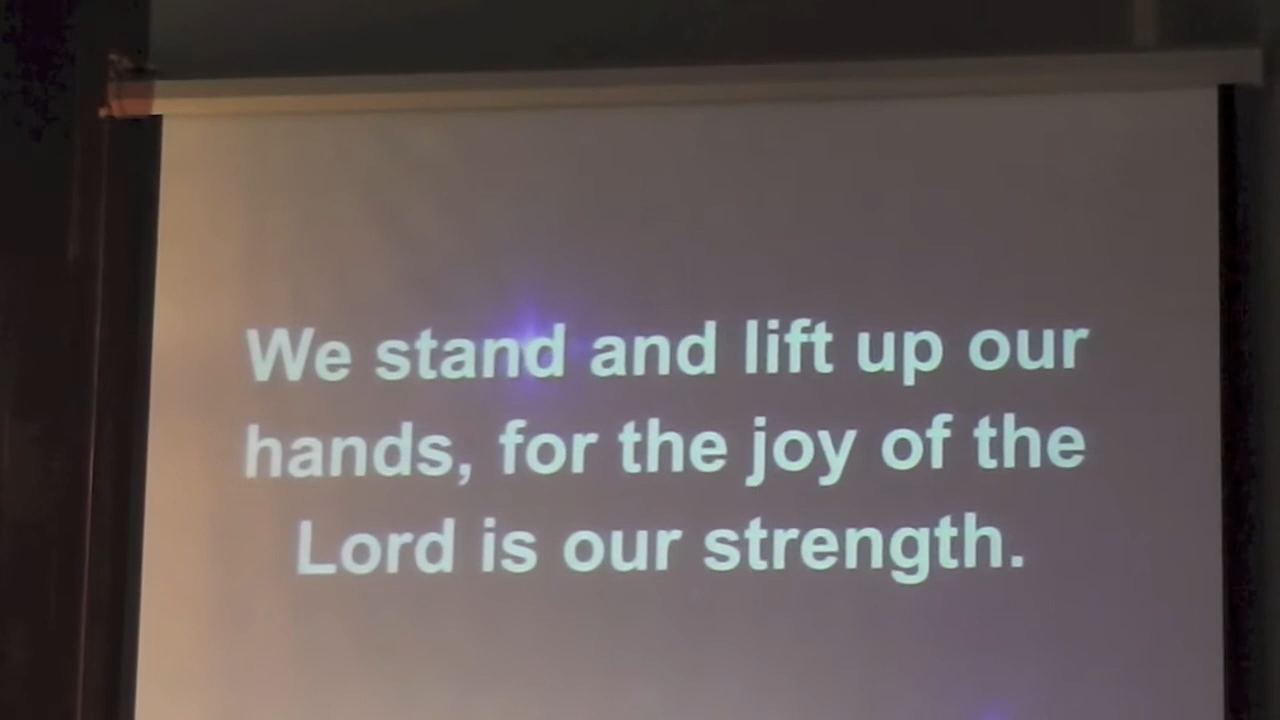 We stand and lift up our
hands, for the joy of the
Lord is our strength.